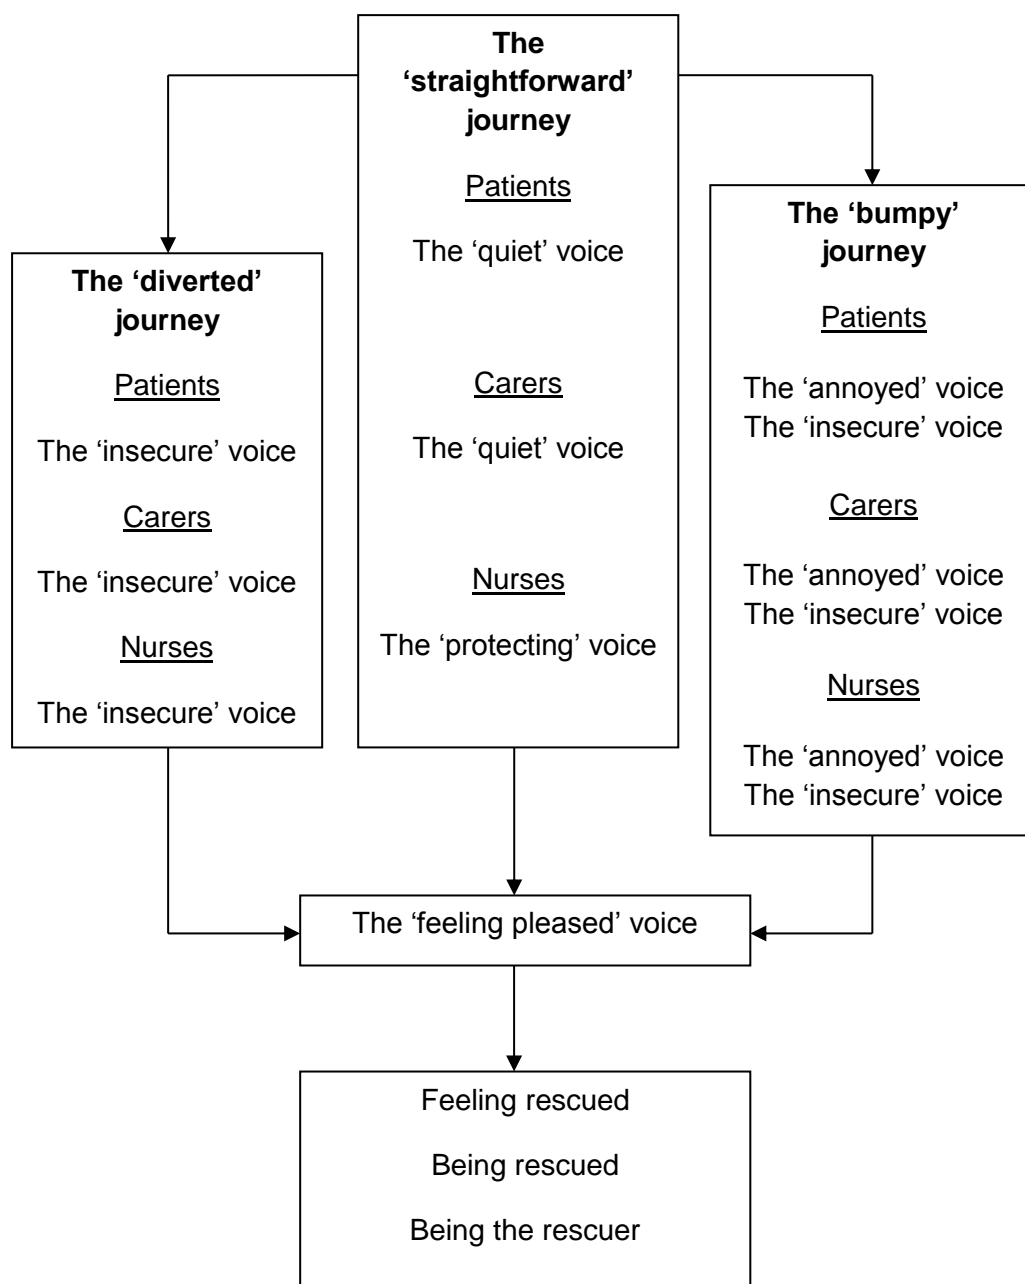 The
‘straightforward’
journey
Patients
The ‘quiet’ voice
Carers
The ‘quiet’ voice
Nurses
The ‘protecting’ voice
The ‘diverted’
journey
Patients
The ‘insecure’ voice
Carers
The ‘insecure’ voice
Nurses
The ‘insecure’ voice
The ‘bumpy’
journey
Patients
The ‘annoyed’ voice
The ‘insecure’ voice
Carers
The ‘annoyed’ voice
The ‘insecure’ voice
Nurses
The ‘annoyed’ voice
The ‘insecure’ voice
The ‘feeling pleased’ voice
Feeling rescued
Being rescued
Being the rescuer